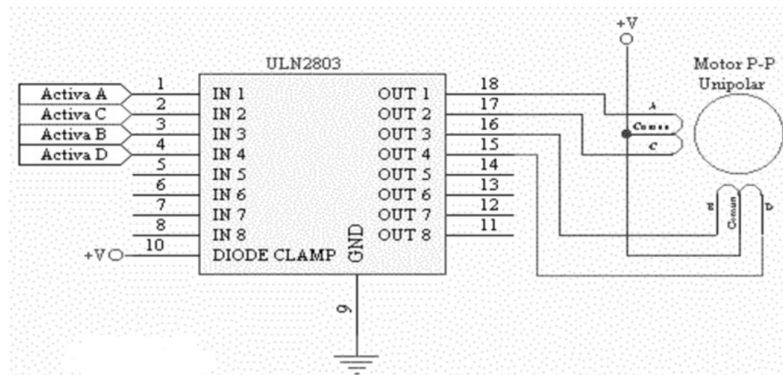 +V
ULN2803
Motor P-P
Unipolar
Activa A 1 IN 1 OUT 1 18 A
Activa C 2 IN 2 OUT 2 17 Comun
Activa B 3 IN 3 OUT 3 16 C
Activa D 4 IN 4 OUT 4 15
5 IN 5 OUT 5 14
6 IN 6 OUT 6 13
7 IN 7 OUT 7 12
8 IN 8 OUT 8 11
B Comun D
+V 10 DIODE CLAMP GND
9